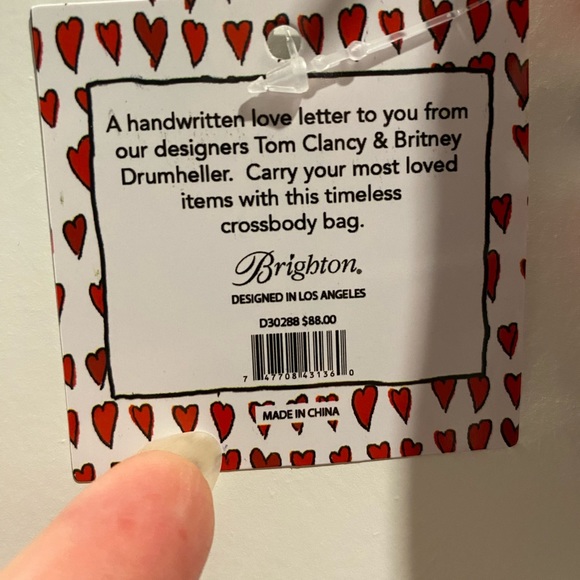 A handwritten love letter to you from
our designers Tom Clancy & Britney
Drumheller. Carry your most loved
items with this timeless
crossbody bag.
Brighton®
DESIGNED IN LOS ANGELES
D30288 $88.00
7 47708 43136 0
MADE IN CHINA